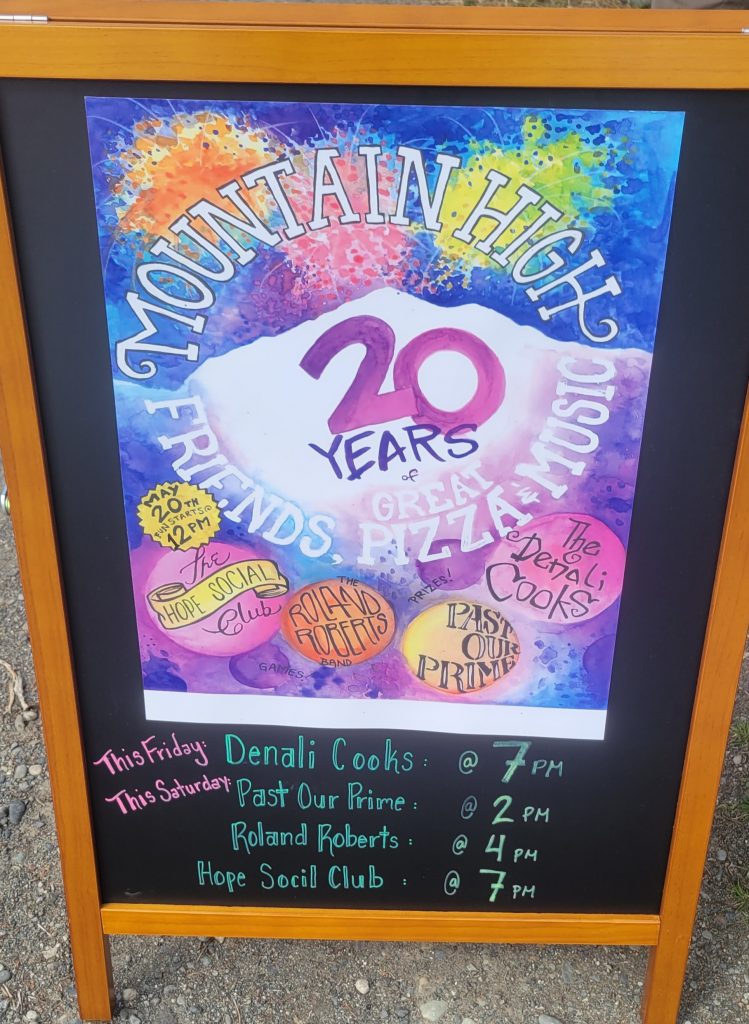 MOUNTAIN HIGH
20
YEARS
of
FRIENDS, GREAT PIZZA & MUSIC
MAY
20TH
FUN STARTS @
12 PM
THE
HOPE SOCIAL
Club
THE
ROLAND
ROBERTS
BAND
GAMES!
PRIZES!
PAST
OUR
PRIME
The
Denali
Cooks
This Friday: Denali Cooks : @ 7 PM
This Saturday: Past Our Prime : @ 2 PM
Roland Roberts : @ 4 PM
Hope Socil Club : @ 7 PM